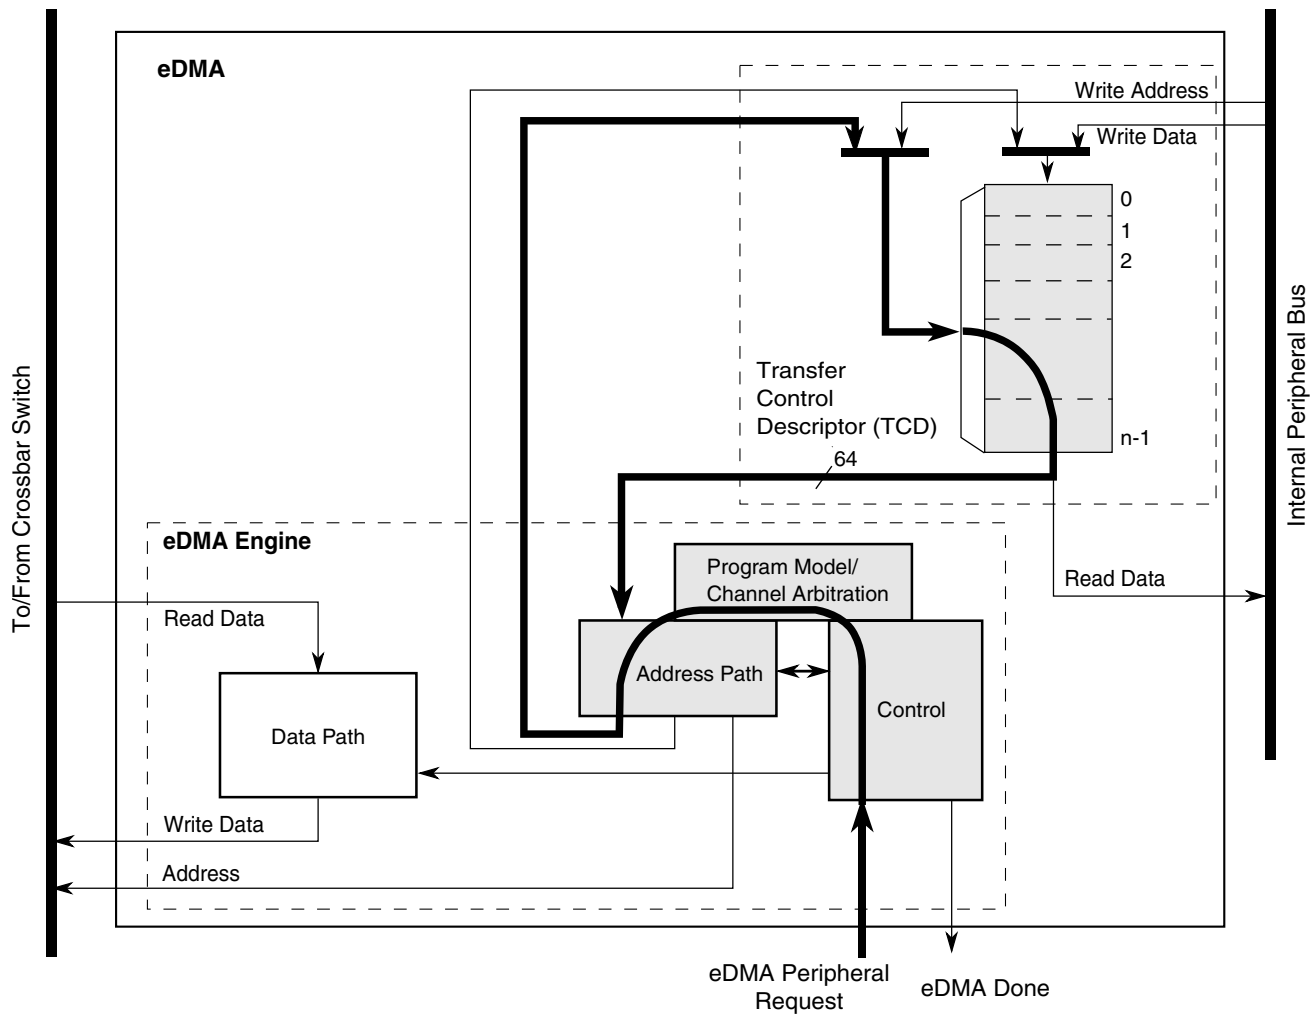 eDMA
Write Address
Write Data
0
1
2
n-1
Transfer
Control
Descriptor (TCD)
64
To/From Crossbar Switch
Internal Peripheral Bus
eDMA Engine
Program Model/
Channel Arbitration
Read Data
Read Data
Address Path
Control
Data Path
Write Data
Address
eDMA Peripheral
Request
eDMA Done